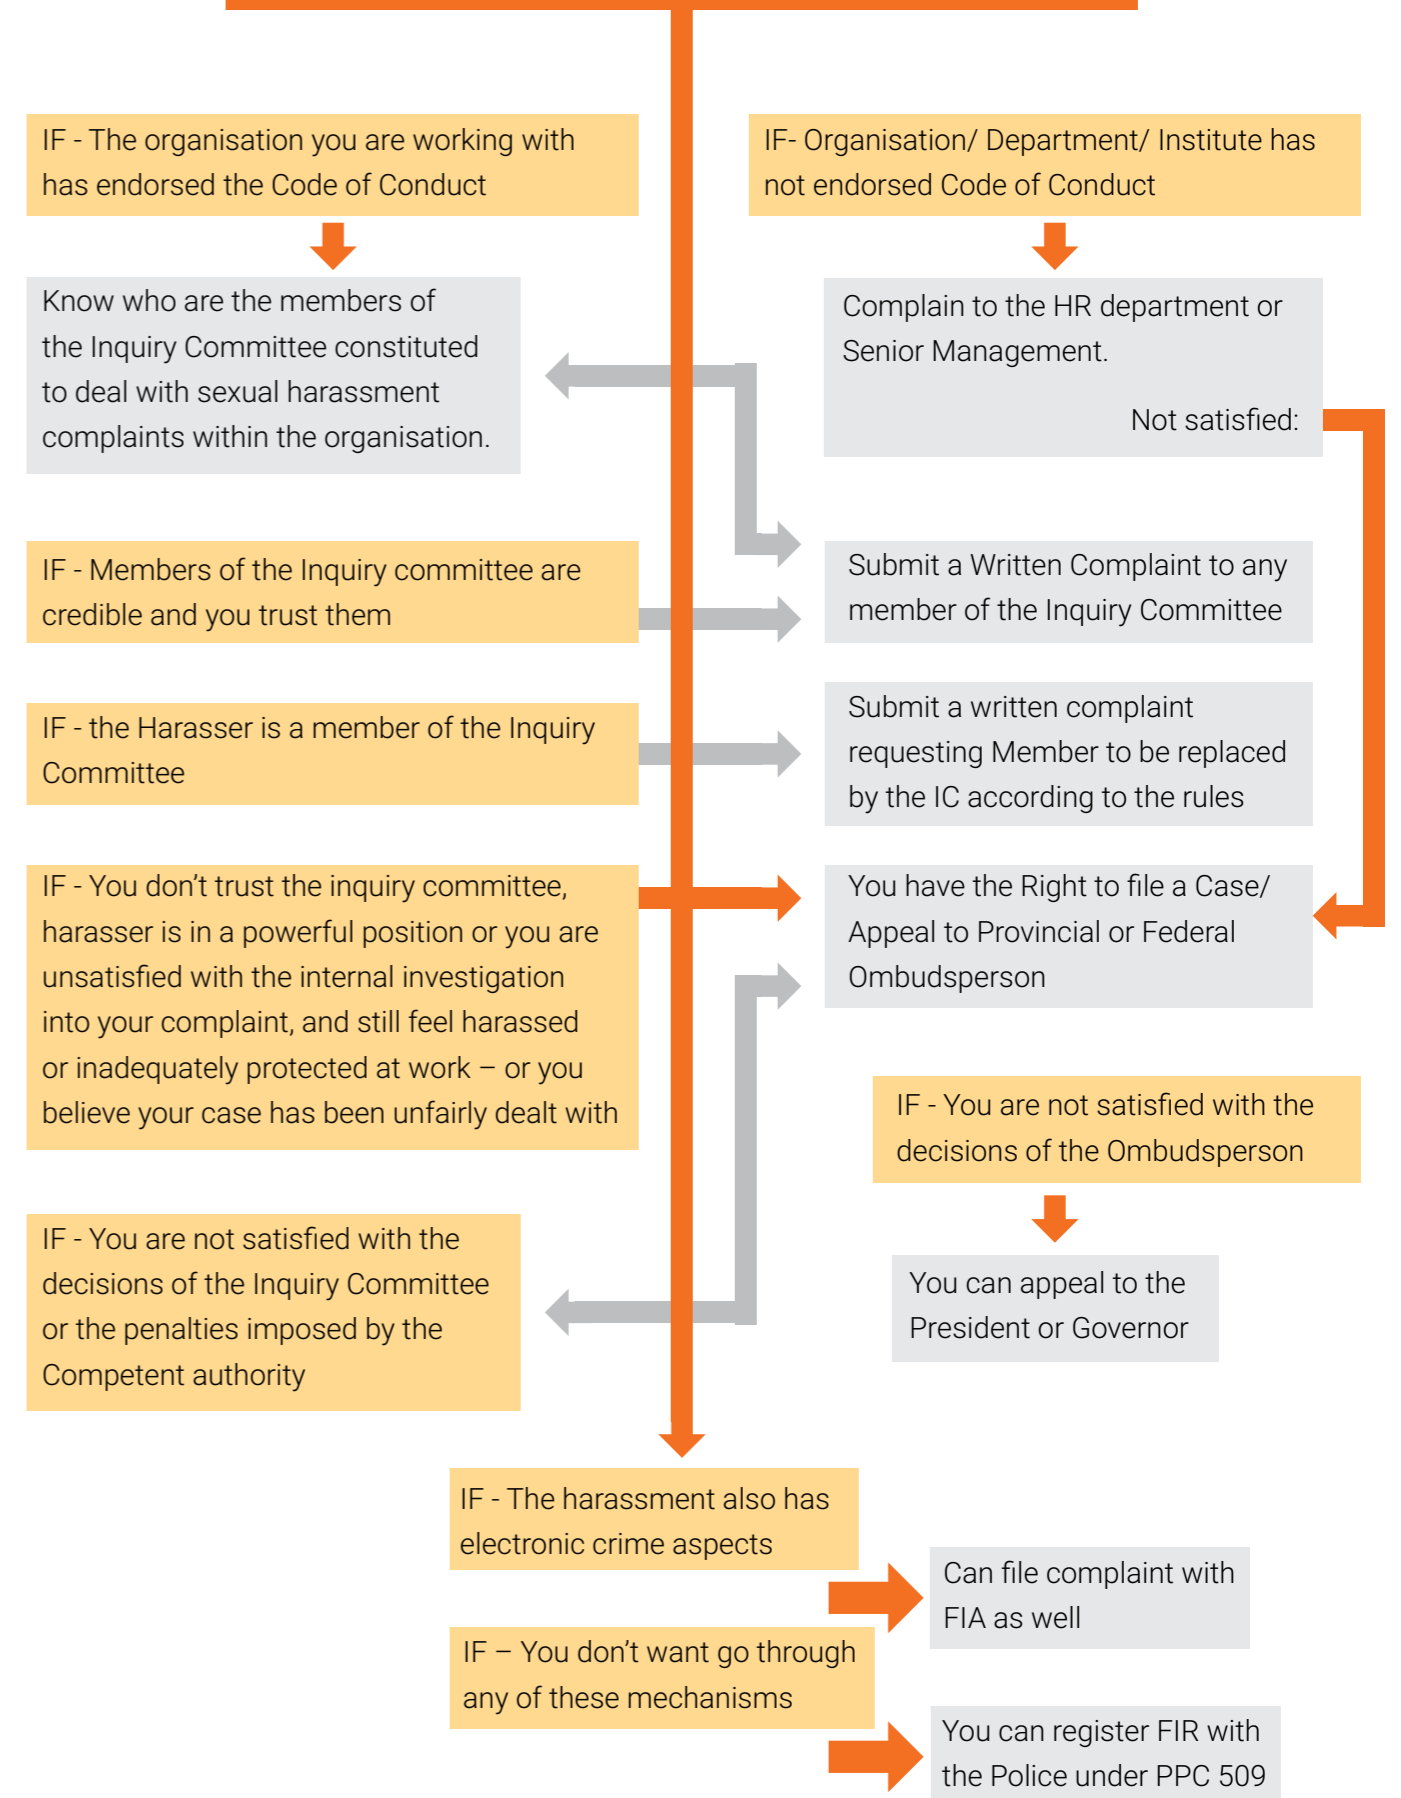 IF - The organisation you are working with
has endorsed the Code of Conduct
IF- Organisation/ Department/ Institute has
not endorsed Code of Conduct
Know who are the members of
the Inquiry Committee constituted
to deal with sexual harassment
complaints within the organisation.
Complain to the HR department or
Senior Management.
Not satisfied:
IF - Members of the Inquiry committee are
credible and you trust them
Submit a Written Complaint to any
member of the Inquiry Committee
IF - the Harasser is a member of the Inquiry
Committee
Submit a written complaint
requesting Member to be replaced
by the IC according to the rules
IF - You don’t trust the inquiry committee,
harasser is in a powerful position or you are
unsatisfied with the internal investigation
into your complaint, and still feel harassed
or inadequately protected at work – or you
believe your case has been unfairly dealt with
You have the Right to file a Case/
Appeal to Provincial or Federal
Ombudsperson
IF - You are not satisfied with the
decisions of the Ombudsperson
You can appeal to the
President or Governor
IF - You are not satisfied with the
decisions of the Inquiry Committee
or the penalties imposed by the
Competent authority
IF - The harassment also has
electronic crime aspects
Can file complaint with
FIA as well
IF – You don’t want go through
any of these mechanisms
You can register FIR with
the Police under PPC 509